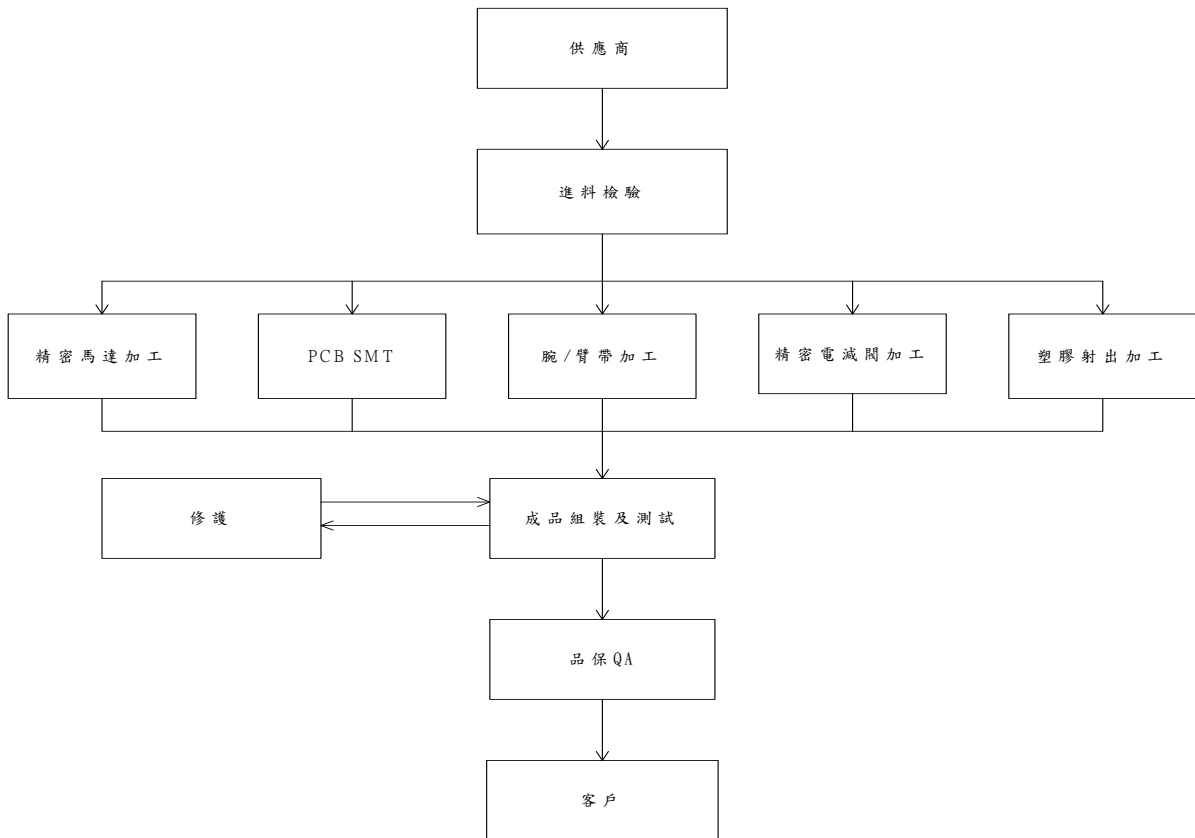 供應商
進料檢驗
精密馬達加工
PCB SMT
腕/臂帶加工
精密電減閥加工
塑膠射出加工
修護
成品組裝及測試
品保QA
客戶